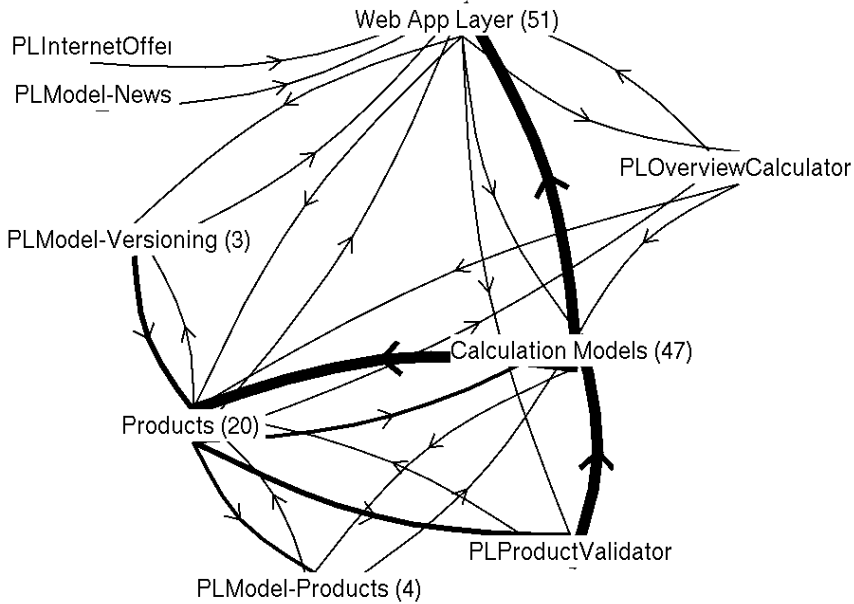 Web App Layer (51)
PLInternetOffer
PLModel-News
PLOverviewCalculator
PLModel-Versioning (3)
Calculation Models (47)
Products (20)
PLProductValidator
PLModel-Products (4)